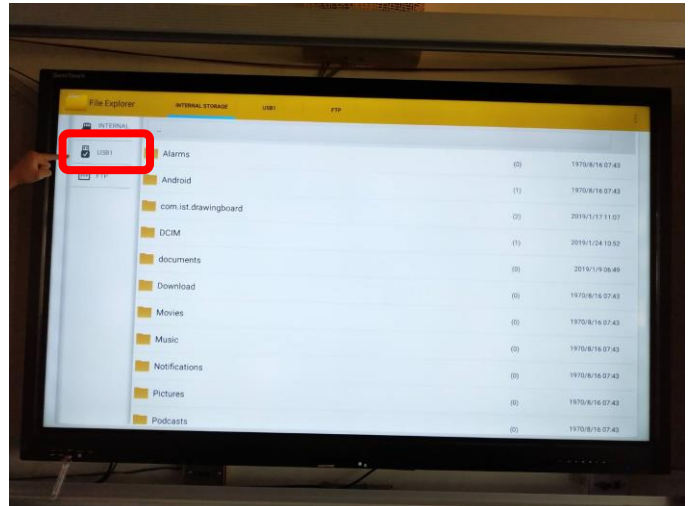 File Explorer INTERNAL STORAGE USB1 FTP
INTERNAL ..
USB1
FTP
Alarms (0) 1970/8/16 07:43
Android (1) 1970/8/16 07:43
com.ist.drawingboard (2) 2019/1/17 11:07
DCIM (1) 2019/1/24 10:52
documents (0) 2019/1/9 06:49
Download (0) 1970/8/16 07:43
Movies (0) 1970/8/16 07:43
Music (0) 1970/8/16 07:43
Notifications (0) 1970/8/16 07:43
Pictures (0) 1970/8/16 07:43
Podcasts (0) 1970/8/16 07:43